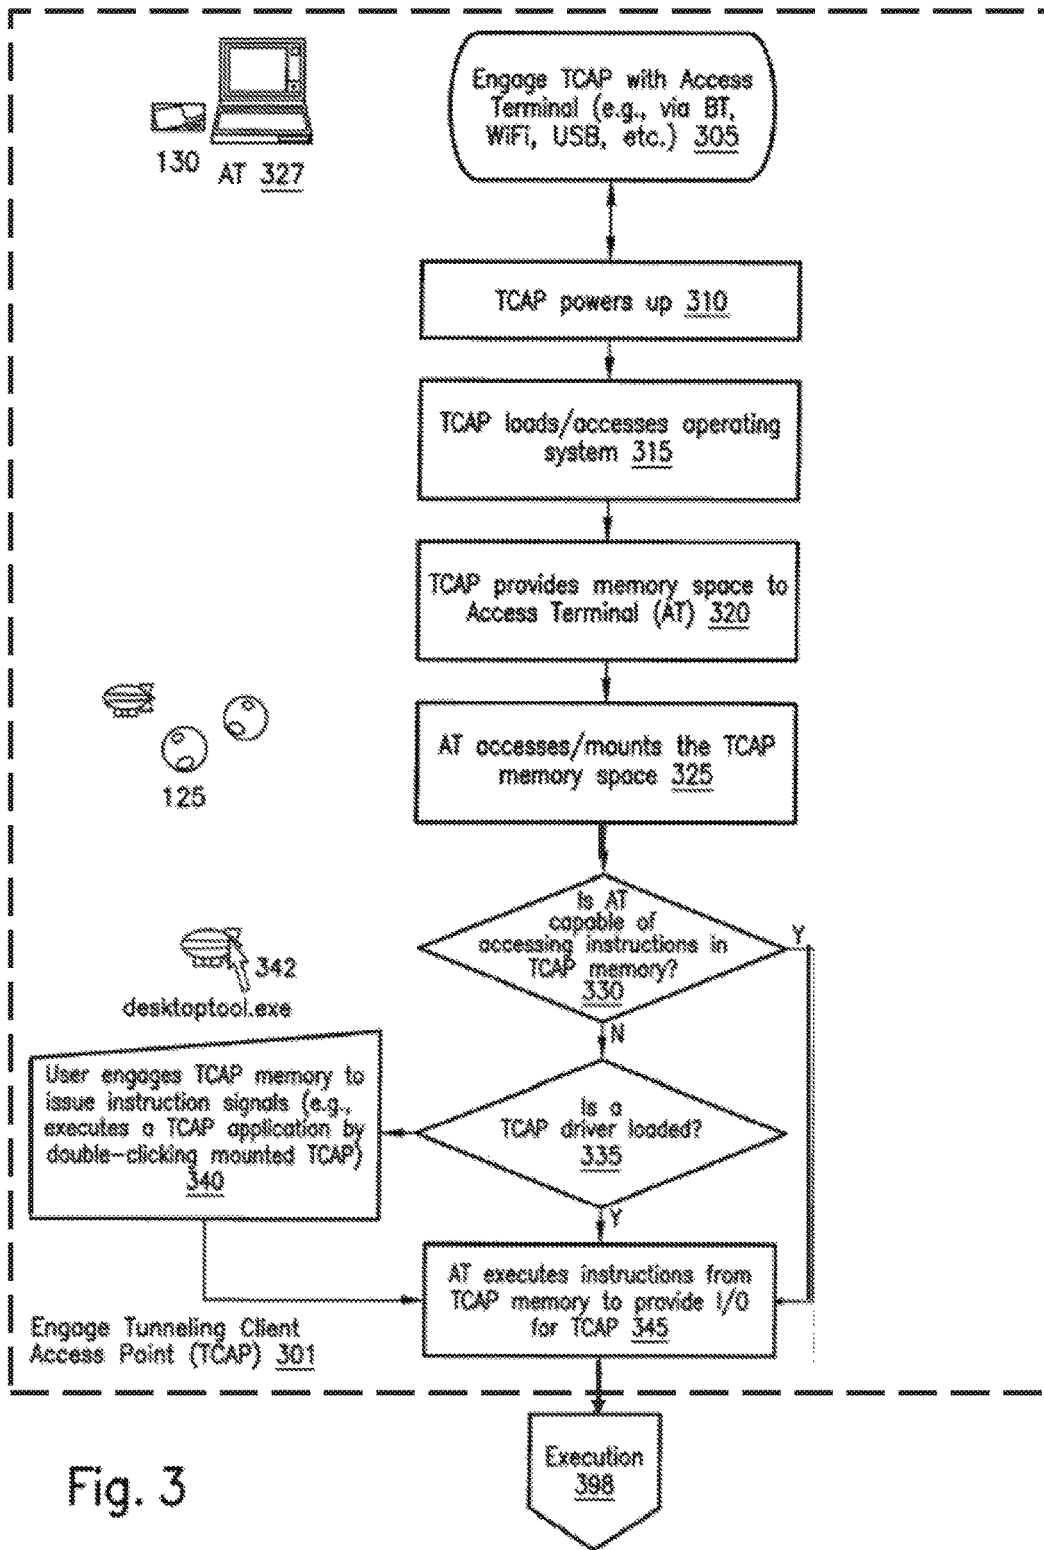 Engage TCAP with Access
Terminal (e.g., via BT,
WiFi, USB, etc.) 305
130
AT 327
TCAP powers up 310
TCAP loads/accesses operating
system 315
TCAP provides memory space to
Access Terminal (AT) 320
AT accesses/mounts the TCAP
memory space 325
125
Is AT
capable of
accessing instructions in
TCAP memory?
330
Y
N
342
desktoptool.exe
User engages TCAP memory to
issue instruction signals (e.g.,
executes a TCAP application by
double-clicking mounted TCAP)
340
Is a
TCAP driver loaded?
335
Y
AT executes instructions from
TCAP memory to provide I/O
for TCAP 345
Engage Tunneling Client
Access Point (TCAP) 301
Execution
398
Fig. 3